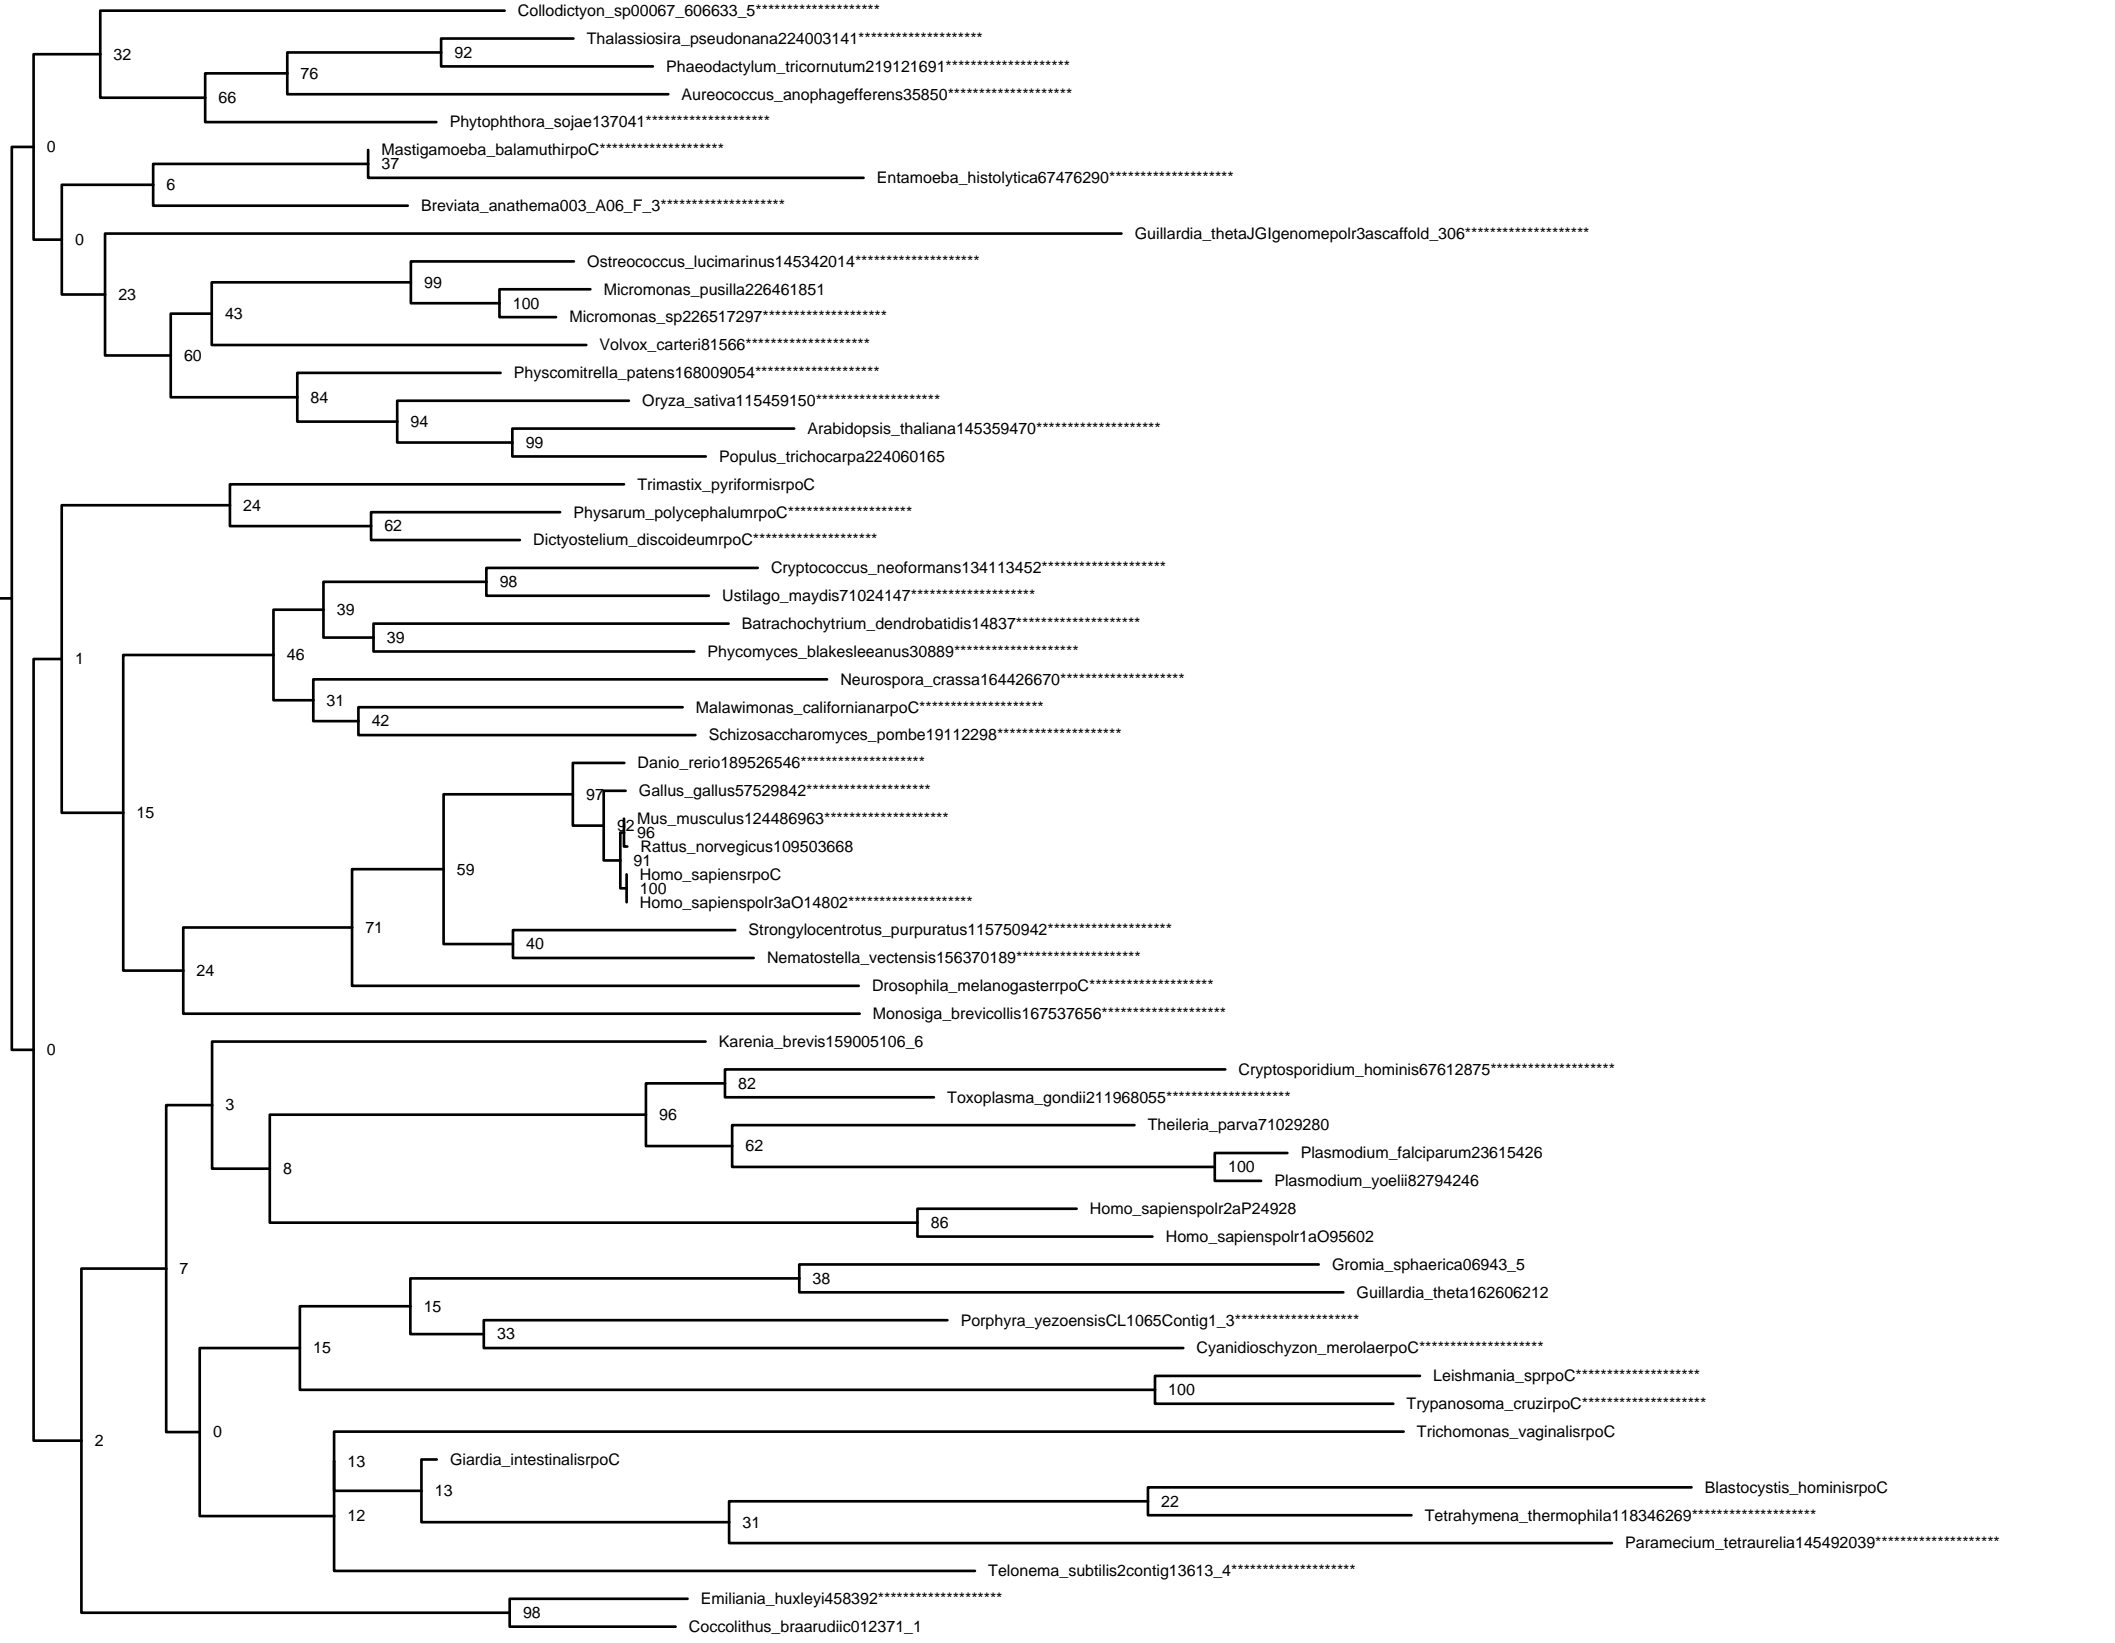 Collodictyon_sp00067_606633_5********************
32
Thalassiosira_pseudonana224003141********************
92
Phaeodactylum_tricornutum219121691********************
76
Aureococcus_anophagefferens35850********************
66
Phytophthora_sojae137041********************
0
Mastigamoeba_balamuthirpoC********************
37
Entamoeba_histolytica67476290********************
6
Breviata_anathema003_A06_F_3********************
0
Guillardia_thetaJGIgenomepolr3ascaffold_306********************
Ostreococcus_lucimarinus145342014********************
99
23
Micromonas_pusilla226461851
100
43
Micromonas_sp226517297********************
Volvox_carteri81566********************
60
Physcomitrella_patens168009054********************
84
Oryza_sativa115459150********************
94
Arabidopsis_thaliana145359470********************
99
Populus_trichocarpa224060165
Trimastix_pyriformisrpoC
24
Physarum_polycephalumrpoC********************
62
Dictyostelium_discoideumrpoC********************
Cryptococcus_neoformans134113452********************
98
Ustilago_maydis71024147********************
39
Batrachochytrium_dendrobatidis14837********************
39
Phycomyces_blakesleeanus30889********************
46
1
Neurospora_crassa164426670********************
31
Malawimonas_californianarpoC********************
42
Schizosaccharomyces_pombe19112298********************
Danio_rerio189526546********************
Gallus_gallus57529842********************
97
15
Mus_musculus124486963********************
92
96
Rattus_norvegicus109503668
91
59
Homo_sapiensrpoC
100
Homo_sapienspolr3aO14802********************
71
Strongylocentrotus_purpuratus115750942********************
40
Nematostella_vectensis156370189********************
24
Drosophila_melanogasterrpoC********************
Monosiga_brevicollis167537656********************
Karenia_brevis159005106_6
0
Cryptosporidium_hominis67612875********************
82
Toxoplasma_gondii211968055********************
3
96
Theileria_parva71029280
62
Plasmodium_falciparum23615426
100
8
Plasmodium_yoelii82794246
Homo_sapienspolr2aP24928
86
Homo_sapienspolr1aO95602
Gromia_sphaerica06943_5
7
38
Guillardia_theta162606212
15
Porphyra_yezoensisCL1065Contig1_3********************
33
15
Cyanidioschyzon_merolaerpoC********************
Leishmania_sprpoC********************
100
Trypanosoma_cruzirpoC********************
0
Trichomonas_vaginalisrpoC
2
Giardia_intestinalisrpoC
13
13
Blastocystis_hominisrpoC
22
Tetrahymena_thermophila118346269********************
12
31
Paramecium_tetraurelia145492039********************
Telonema_subtilis2contig13613_4********************
Emiliania_huxleyi458392********************
98
Coccolithus_braarudiic012371_1